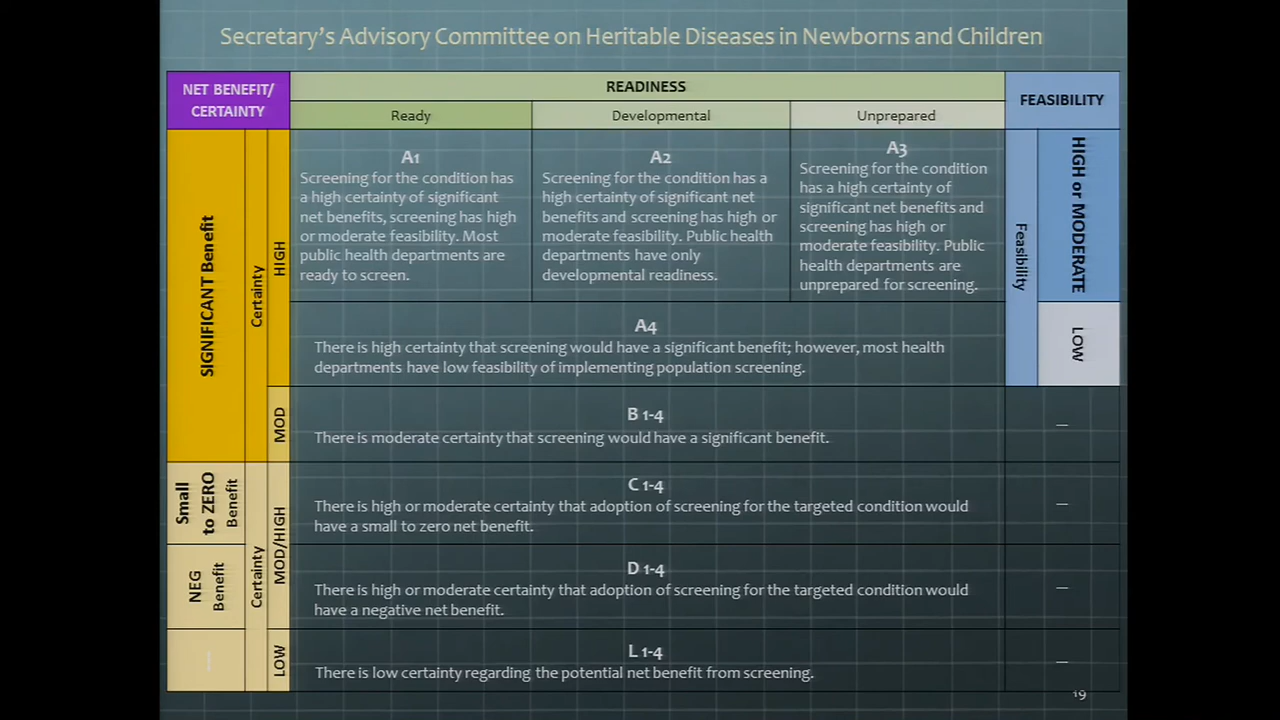 Secretary's Advisory Committee on Heritable Diseases in Newborns and Children
NET BENEFIT/
CERTAINTY
READINESS
FEASIBILITY
Ready
Developmental
Unprepared
SIGNIFICANT Benefit
Certainty
HIGH
A1
Screening for the condition has
a high certainty of significant
net benefits, screening has high
or moderate feasibility. Most
public health departments are
ready to screen.
A2
Screening for the condition has a
high certainty of significant net
benefits and screening has high or
moderate feasibility. Public health
departments have only
developmental readiness.
A3
Screening for the condition
has a high certainty of
significant net benefits and
screening has high or
moderate feasibility. Public
health departments are
unprepared for screening.
Feasibility
HIGH or MODERATE
A4
There is high certainty that screening would have a significant benefit; however, most health
departments have low feasibility of implementing population screening.
LOW
MOD
B 1-4
There is moderate certainty that screening would have a significant benefit.
—
Small
to ZERO
Benefit
Certainty
MOD/HIGH
C 1-4
There is high or moderate certainty that adoption of screening for the targeted condition would
have a small to zero net benefit.
—
NEG
Benefit
D 1-4
There is high or moderate certainty that adoption of screening for the targeted condition would
have a negative net benefit.
—
—
LOW
L 1-4
There is low certainty regarding the potential net benefit from screening.
—
19